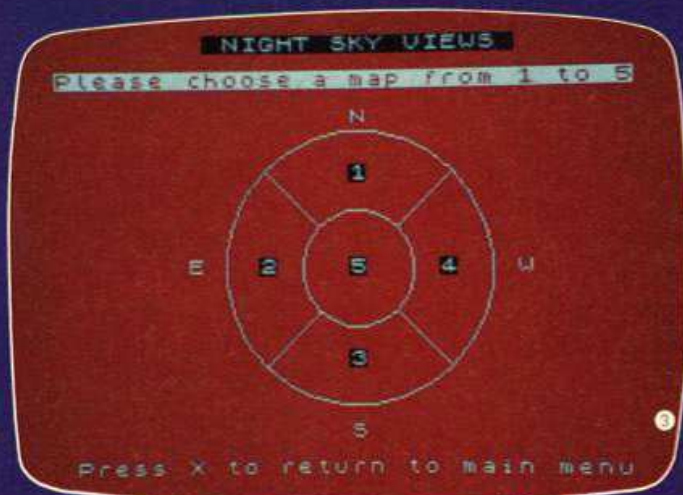 NIGHT SKY VIEWS
Please choose a map from 1 to 5
N
1
E 2 5 4 W
3
S
3
Press X to return to main menu